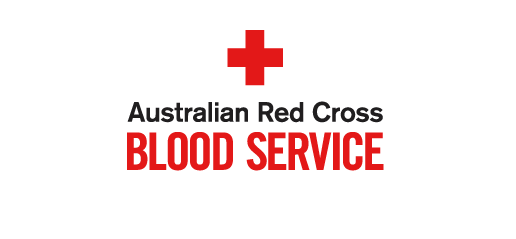 Australian Red Cross
BLOOD SERVICE